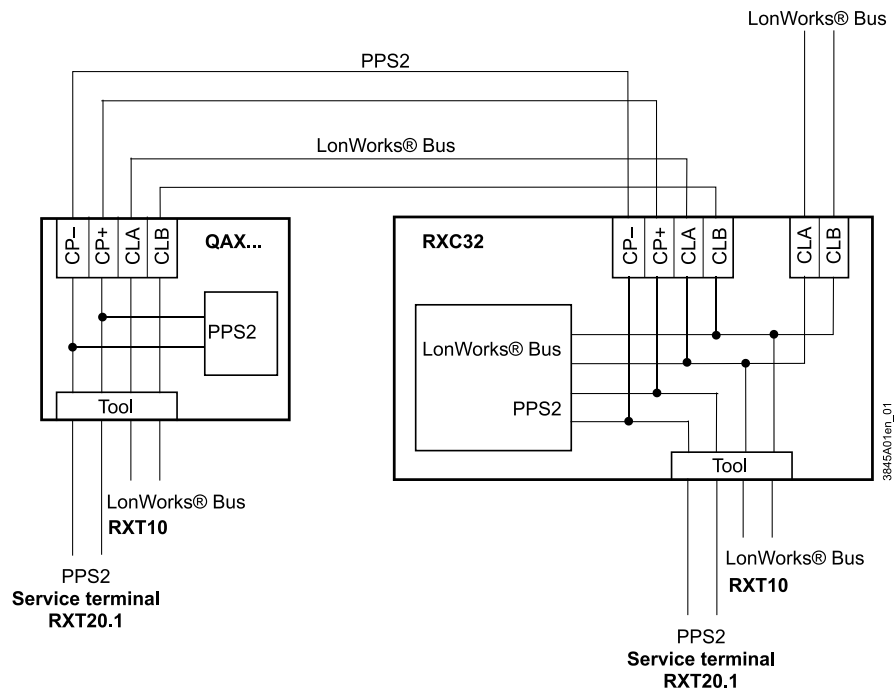 LonWorks® Bus
PPS2
LonWorks® Bus
CP–
CP+
CLA
CLB
QAX...
PPS2
Tool
LonWorks® Bus
RXT10
PPS2
Service terminal
RXT20.1
RXC32
CP–
CP+
CLA
CLB
CLA
CLB
LonWorks® Bus
PPS2
Tool
LonWorks® Bus
RXT10
PPS2
Service terminal
RXT20.1
3845A01en_01